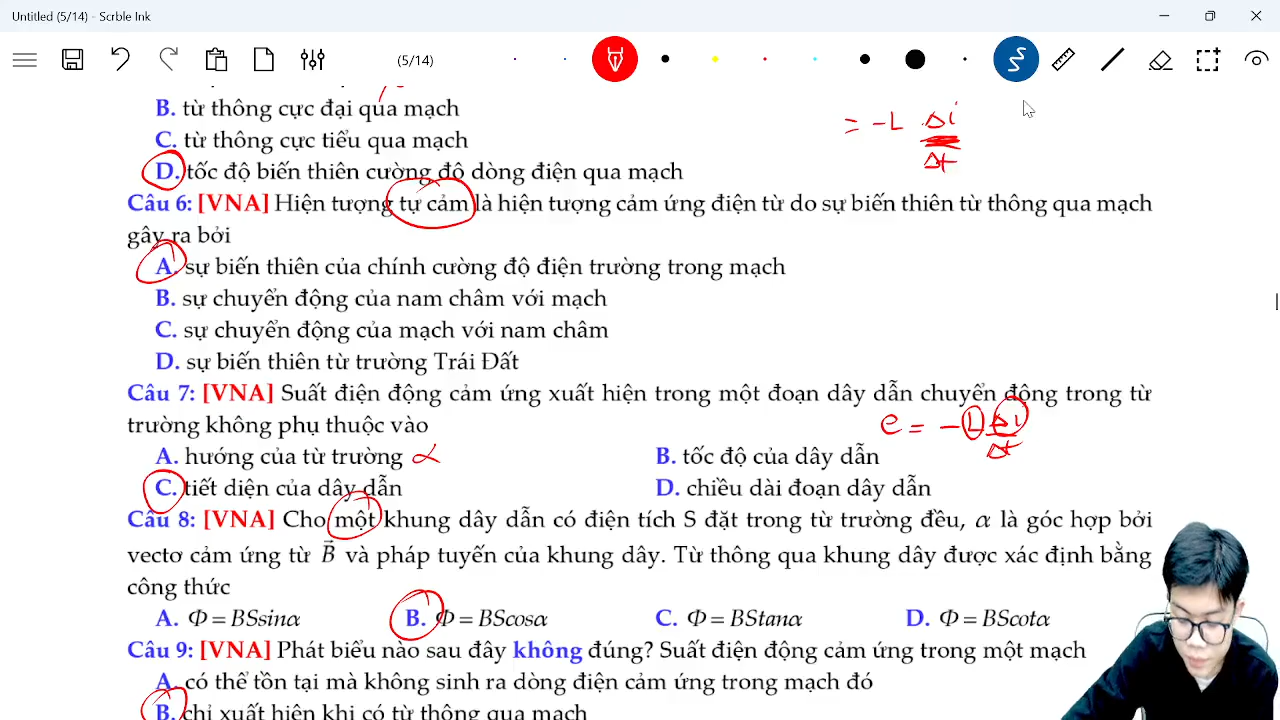 Untitled (5/14) - Scrble Ink
(5/14)
B. từ thông cực đại qua mạch
= -L Δi
Δt
C. từ thông cực tiểu qua mạch
D. tốc độ biến thiên cường độ dòng điện qua mạch
Câu 6: [VNA] Hiện tượng tự cảm là hiện tượng cảm ứng điện từ do sự biến thiên từ thông qua mạch
gây ra bởi
A. sự biến thiên của chính cường độ điện trường trong mạch
B. sự chuyển động của nam châm với mạch
C. sự chuyển động của mạch với nam châm
D. sự biến thiên từ trường Trái Đất
Câu 7: [VNA] Suất điện động cảm ứng xuất hiện trong một đoạn dây dẫn chuyển động trong từ
trường không phụ thuộc vào
e = -L Δi
Δt
A. hướng của từ trường α
B. tốc độ của dây dẫn
C. tiết diện của dây dẫn
D. chiều dài đoạn dây dẫn
Câu 8: [VNA] Cho một khung dây dẫn có điện tích S đặt trong từ trường đều, α là góc hợp bởi
vectơ cảm ứng từ B⃗ và pháp tuyến của khung dây. Từ thông qua khung dây được xác định bằng
công thức
A. Φ = BSsinα
B. Φ = BScosα
C. Φ = BStanα
D. Φ = BScotα
Câu 9: [VNA] Phát biểu nào sau đây không đúng? Suất điện động cảm ứng trong một mạch
A. có thể tồn tại mà không sinh ra dòng điện cảm ứng trong mạch đó
B. chỉ xuất hiện khi có từ thông qua mạch